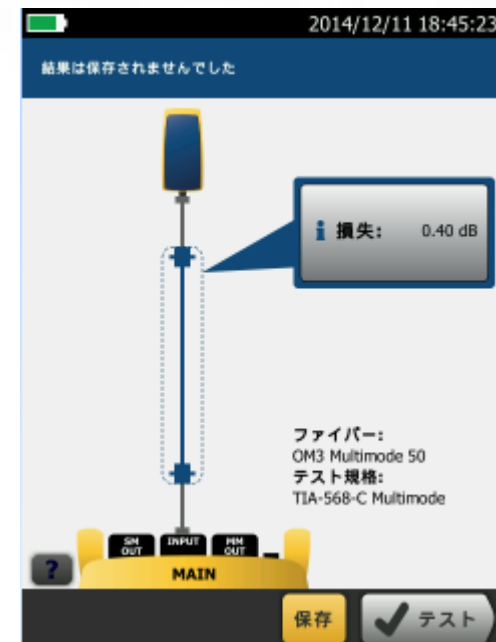 2014/12/11 18:45:23
結果は保存されませんでした
i 損失: 0.40 dB
ファイバー:
OM3 Multimode 50
テスト規格:
TIA-568-C Multimode
SM OUT INPUT MM OUT
MAIN
?
保存 テスト